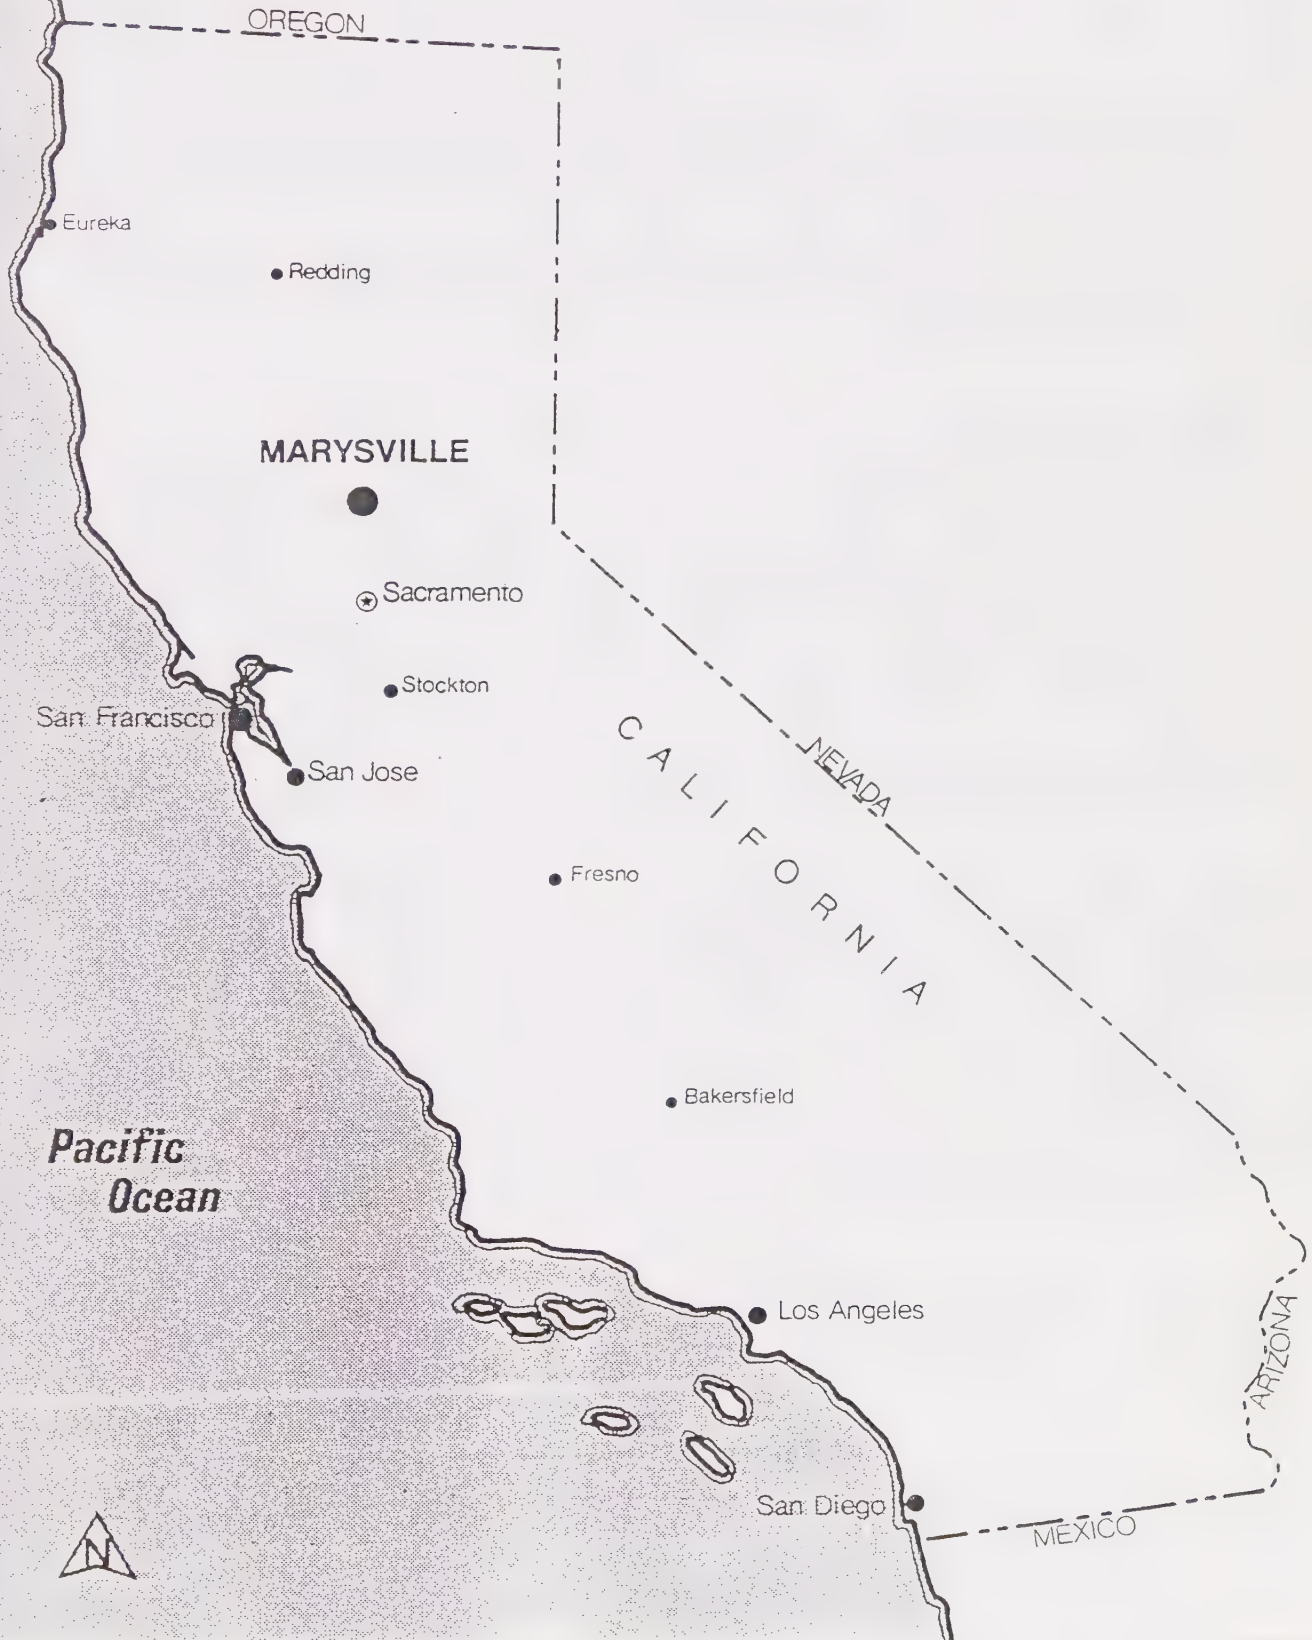 OREGON
Eureka
Redding
MARYSVILLE
Sacramento
Stockton
San Francisco
San Jose
NEVADA
CALIFORNIA
Fresno
Bakersfield
Pacific
Ocean
Los Angeles
ARIZONA
San Diego
MEXICO
N